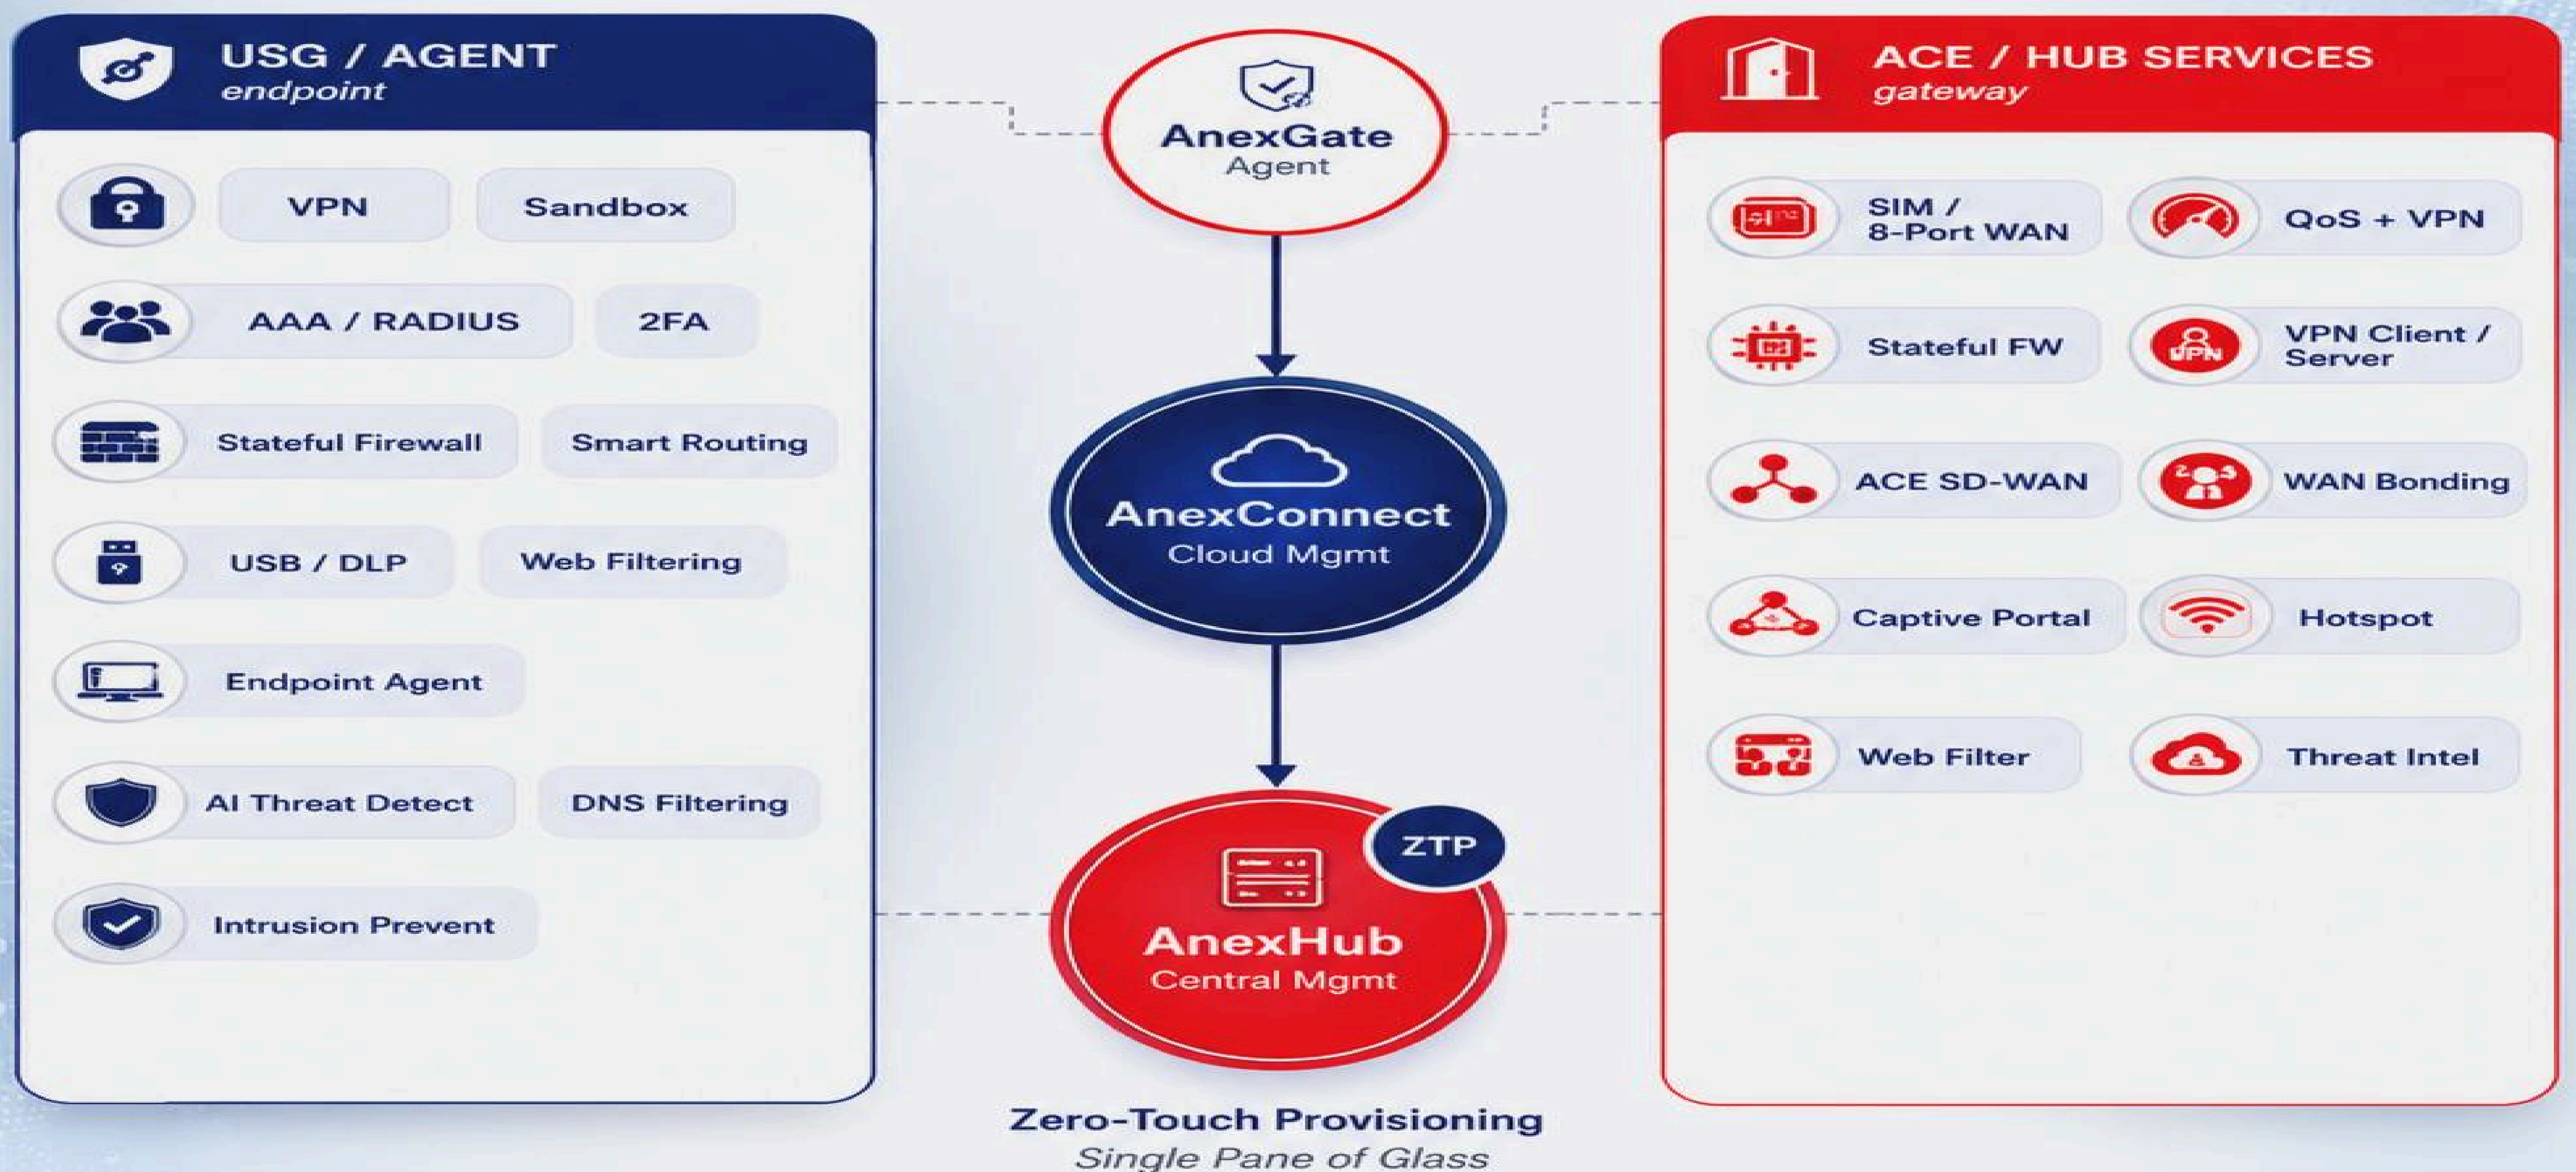 USG / AGENT
endpoint
VPN
Sandbox
AAA / RADIUS
2FA
Stateful Firewall
Smart Routing
USB / DLP
Web Filtering
Endpoint Agent
AI Threat Detect
DNS Filtering
Intrusion Prevent
AnexGate
Agent
AnexConnect
Cloud Mgmt
ZTP
AnexHub
Central Mgmt
Zero-Touch Provisioning
Single Pane of Glass
ACE / HUB SERVICES
gateway
SIM /
8-Port WAN
QoS + VPN
Stateful FW
VPN
VPN Client /
Server
ACE SD-WAN
WAN Bonding
Captive Portal
Hotspot
Web Filter
Threat Intel